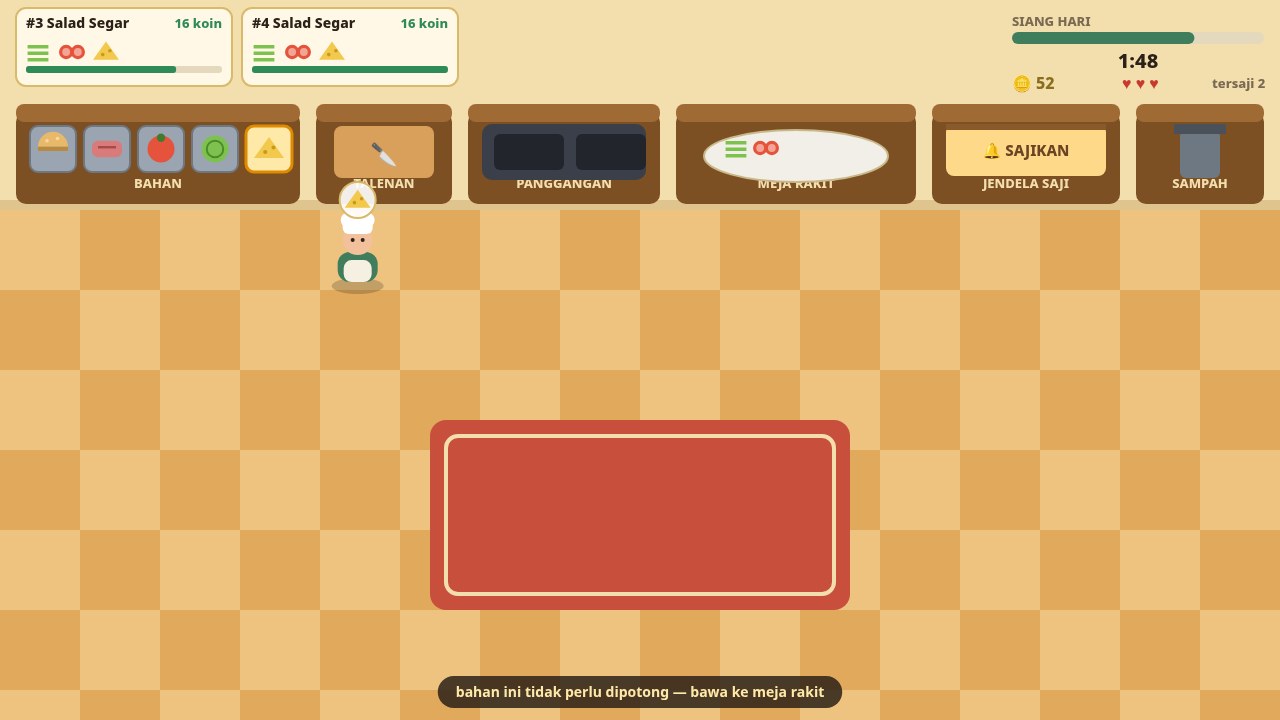 #3 Salad Segar 16 koin
#4 Salad Segar 16 koin
SIANG HARI
1:48
52
tersaji 2
SAJIKAN
BAHAN
TALENAN
PANGGANGAN
MEJA RAKIT
JENDELA SAJI
SAMPAH
bahan ini tidak perlu dipotong — bawa ke meja rakit